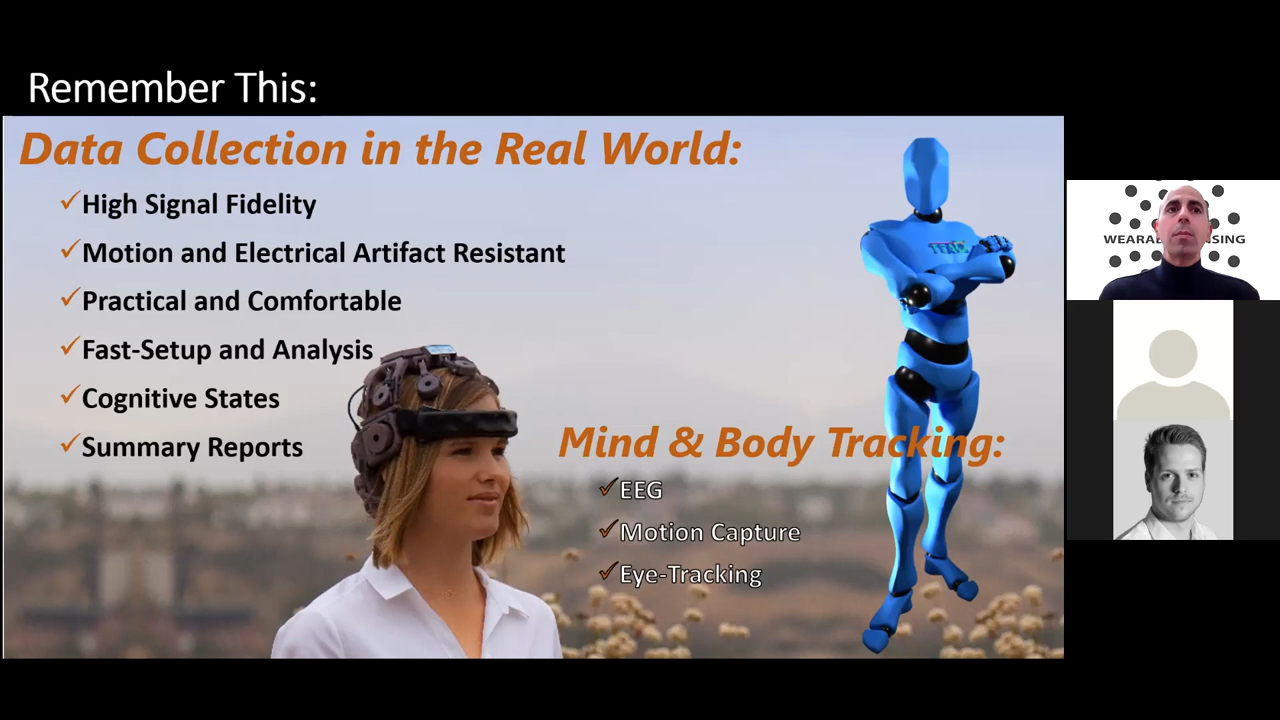 Remember This:
Data Collection in the Real World:
✓High Signal Fidelity
✓Motion and Electrical Artifact Resistant
✓Practical and Comfortable
✓Fast-Setup and Analysis
✓Cognitive States
✓Summary Reports
Mind & Body Tracking:
✓EEG
✓Motion Capture
✓Eye-Tracking